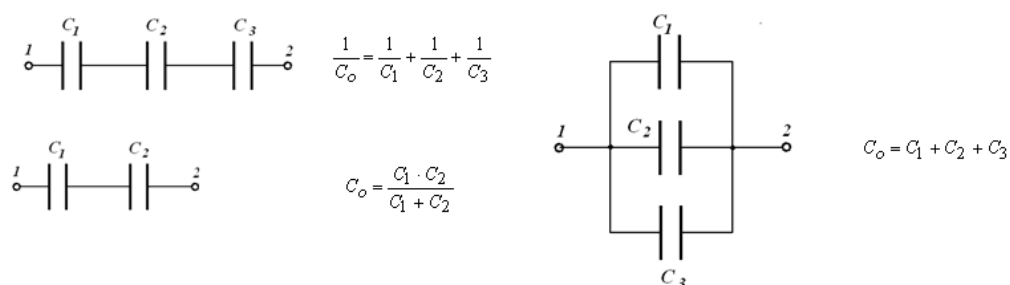 C₁ C₂ C₃
1 2
1/Cₒ = 1/C₁ + 1/C₂ + 1/C₃
C₁ C₂
1 2
Cₒ = C₁ · C₂ / C₁ + C₂
C₁
1 C₂ 2
C₃
Cₒ = C₁ + C₂ + C₃